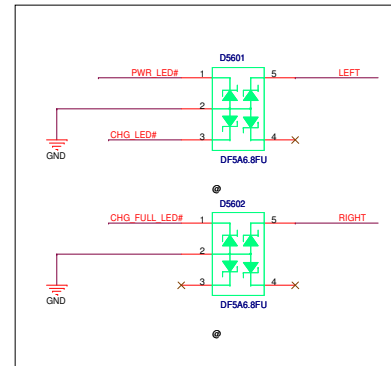 D5601
PWR_LED# 1 5 LEFT
2
CHG_LED# 3 4
GND
DF5A6.8FU
@
D5602
CHG_FULL_LED# 1 5 RIGHT
2
3 4
GND
DF5A6.8FU
@